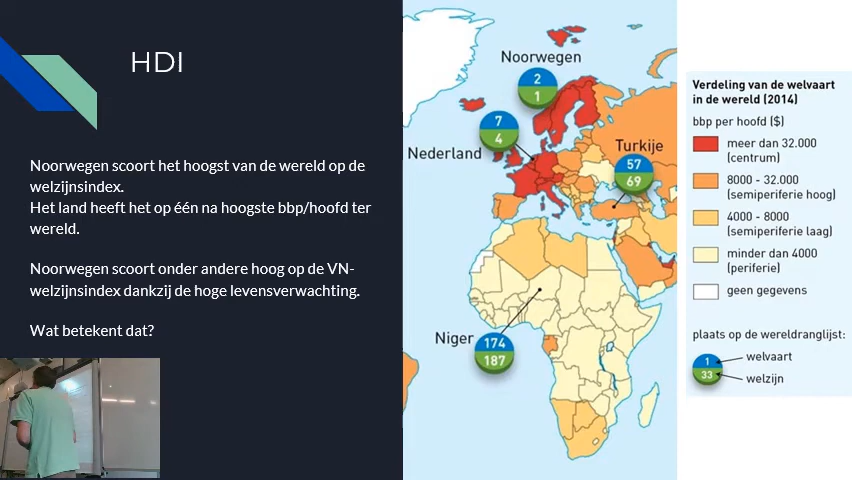 HDI
Noorwegen scoort het hoogst van de wereld op de
welzijnsindex.
Het land heeft het op één na hoogste bbp/hoofd ter
wereld.
Noorwegen scoort onder andere hoog op de VN-
welzijnsindex dankzij de hoge levensverwachting.
Wat betekent dat?
Noorwegen
2
1
7
4
Nederland
Turkije
57
69
Niger
174
187
Verdeling van de welvaart
in de wereld (2014)
bbp per hoofd ($)
meer dan 32.000
(centrum)
8000 - 32.000
(semiperiferie hoog)
4000 - 8000
(semiperiferie laag)
minder dan 4000
(periferie)
geen gegevens
plaats op de wereldranglijst:
1
welvaart
33
welzijn